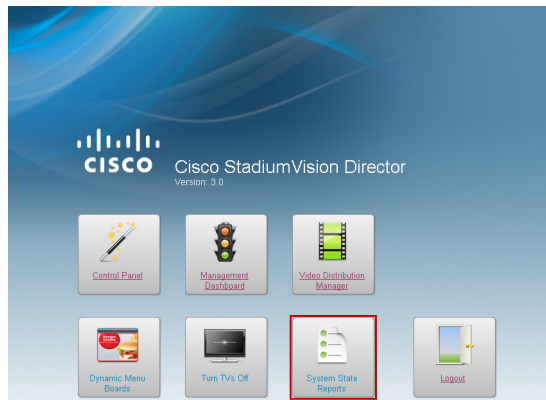 CISCO
Cisco StadiumVision Director
Version: 3.0
Control Panel
Management
Dashboard
Video Distribution
Manager
Dynamic Menu
Boards
Turn TVs Off
System State
Reports
Logout